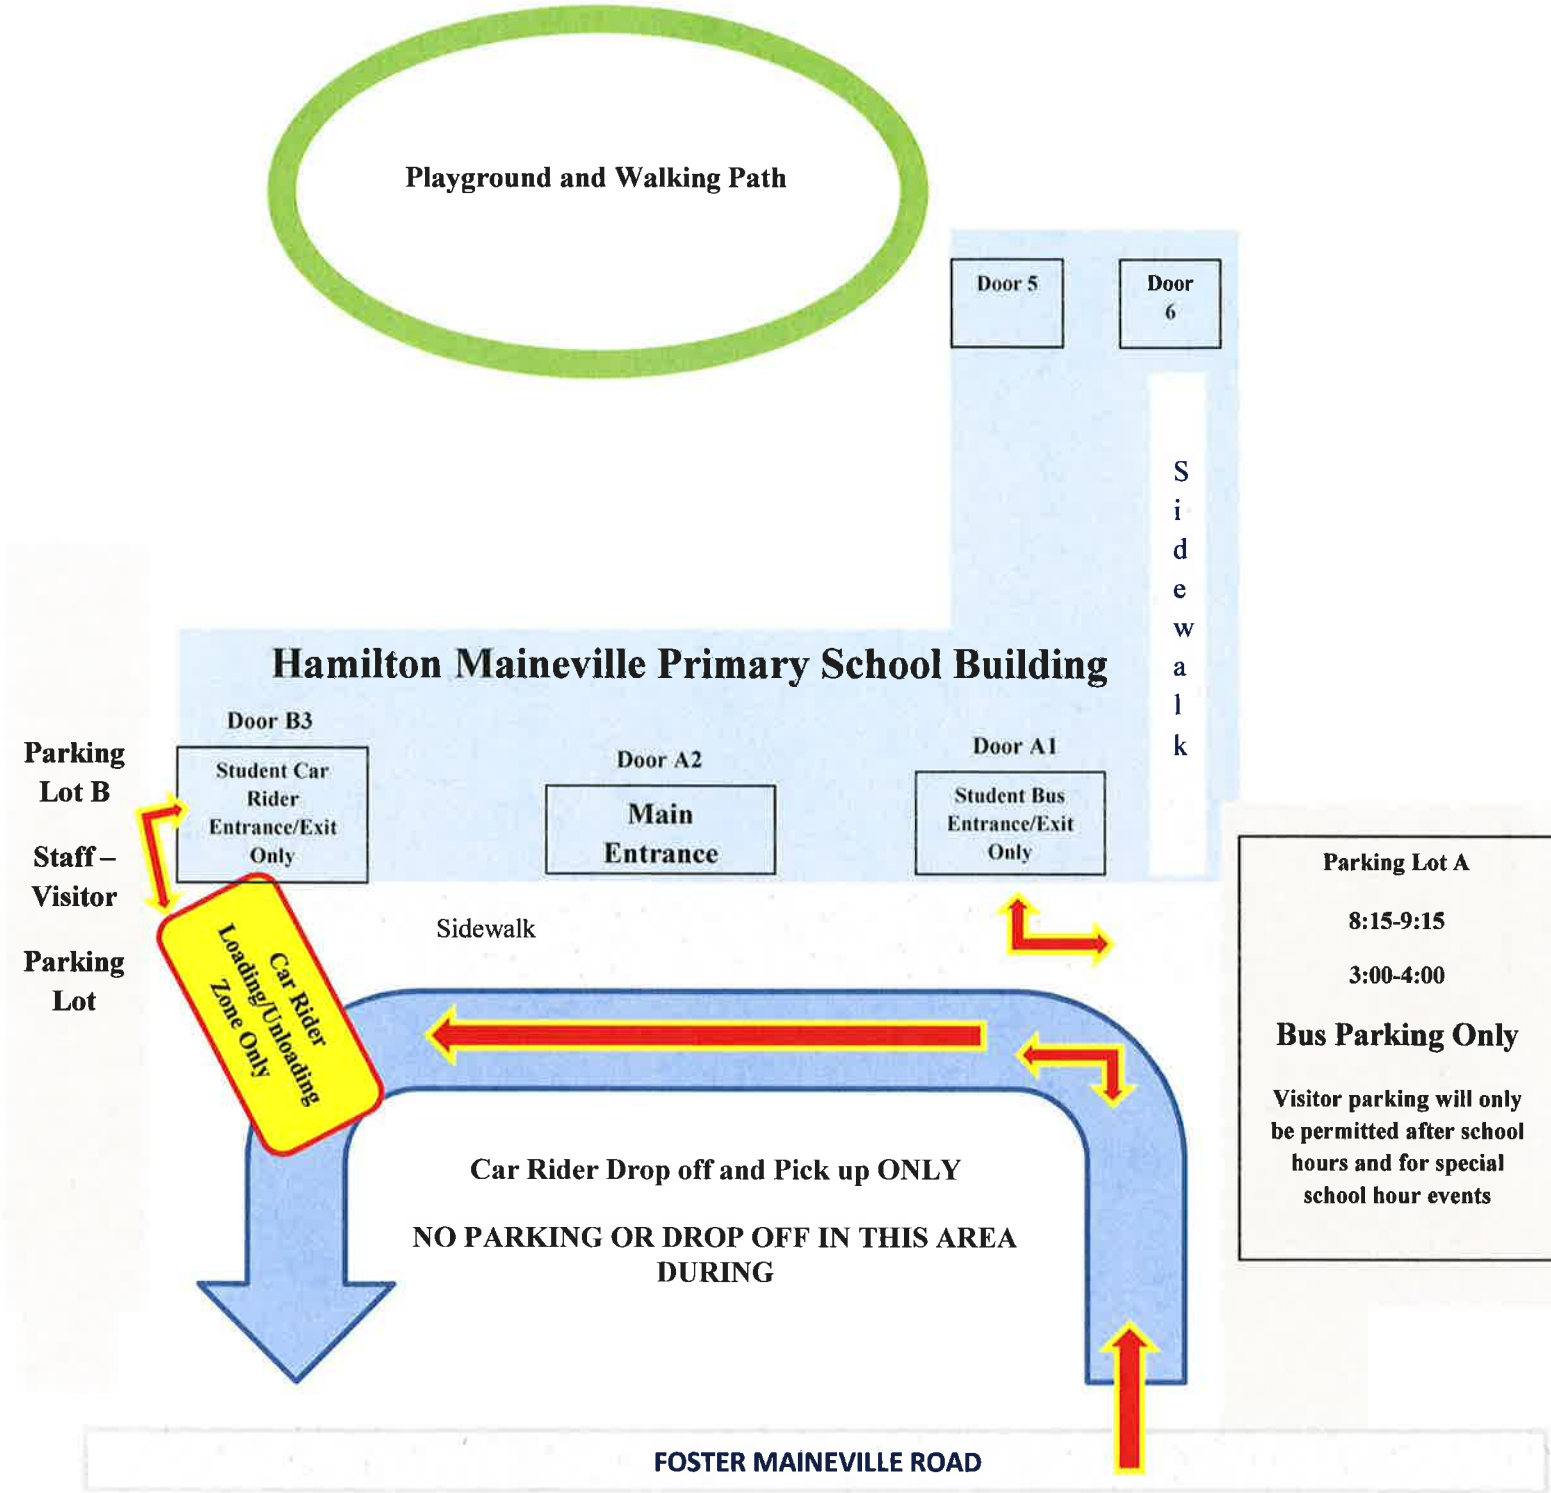 Playground and Walking Path
Door 5
Door
6
Sidewalk
Hamilton Maineville Primary School Building
Door B3
Student Car
Rider
Entrance/Exit
Only
Door A2
Main
Entrance
Door A1
Student Bus
Entrance/Exit
Only
Parking
Lot B
Staff –
Visitor
Parking
Lot
Car Rider
Loading/Unloading
Zone Only
Sidewalk
Parking Lot A
8:15-9:15
3:00-4:00
Bus Parking Only
Visitor parking will only
be permitted after school
hours and for special
school hour events
Car Rider Drop off and Pick up ONLY
NO PARKING OR DROP OFF IN THIS AREA
DURING
FOSTER MAINEVILLE ROAD